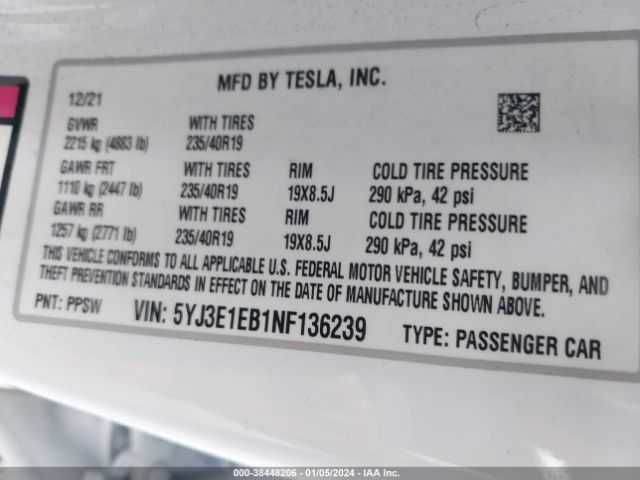 MFD BY TESLA, INC.
12/21
GVWR WITH TIRES
2215 kg (4883 lb) 235/40R19
GAWR FRT WITH TIRES RIM COLD TIRE PRESSURE
1110 kg (2447 lb) 235/40R19 19X8.5J 290 kPa, 42 psi
GAWR RR WITH TIRES RIM COLD TIRE PRESSURE
1257 kg (2771 lb) 235/40R19 19X8.5J 290 kPa, 42 psi
THIS VEHICLE CONFORMS TO ALL APPLICABLE U.S. FEDERAL MOTOR VEHICLE SAFETY, BUMPER, AND
THEFT PREVENTION STANDARDS IN EFFECT ON THE DATE OF MANUFACTURE SHOWN ABOVE.
PNT: PPSW VIN: 5YJ3E1EB1NF136239 TYPE: PASSENGER CAR
000-38448206 - 01/05/2024 - IAA Inc.